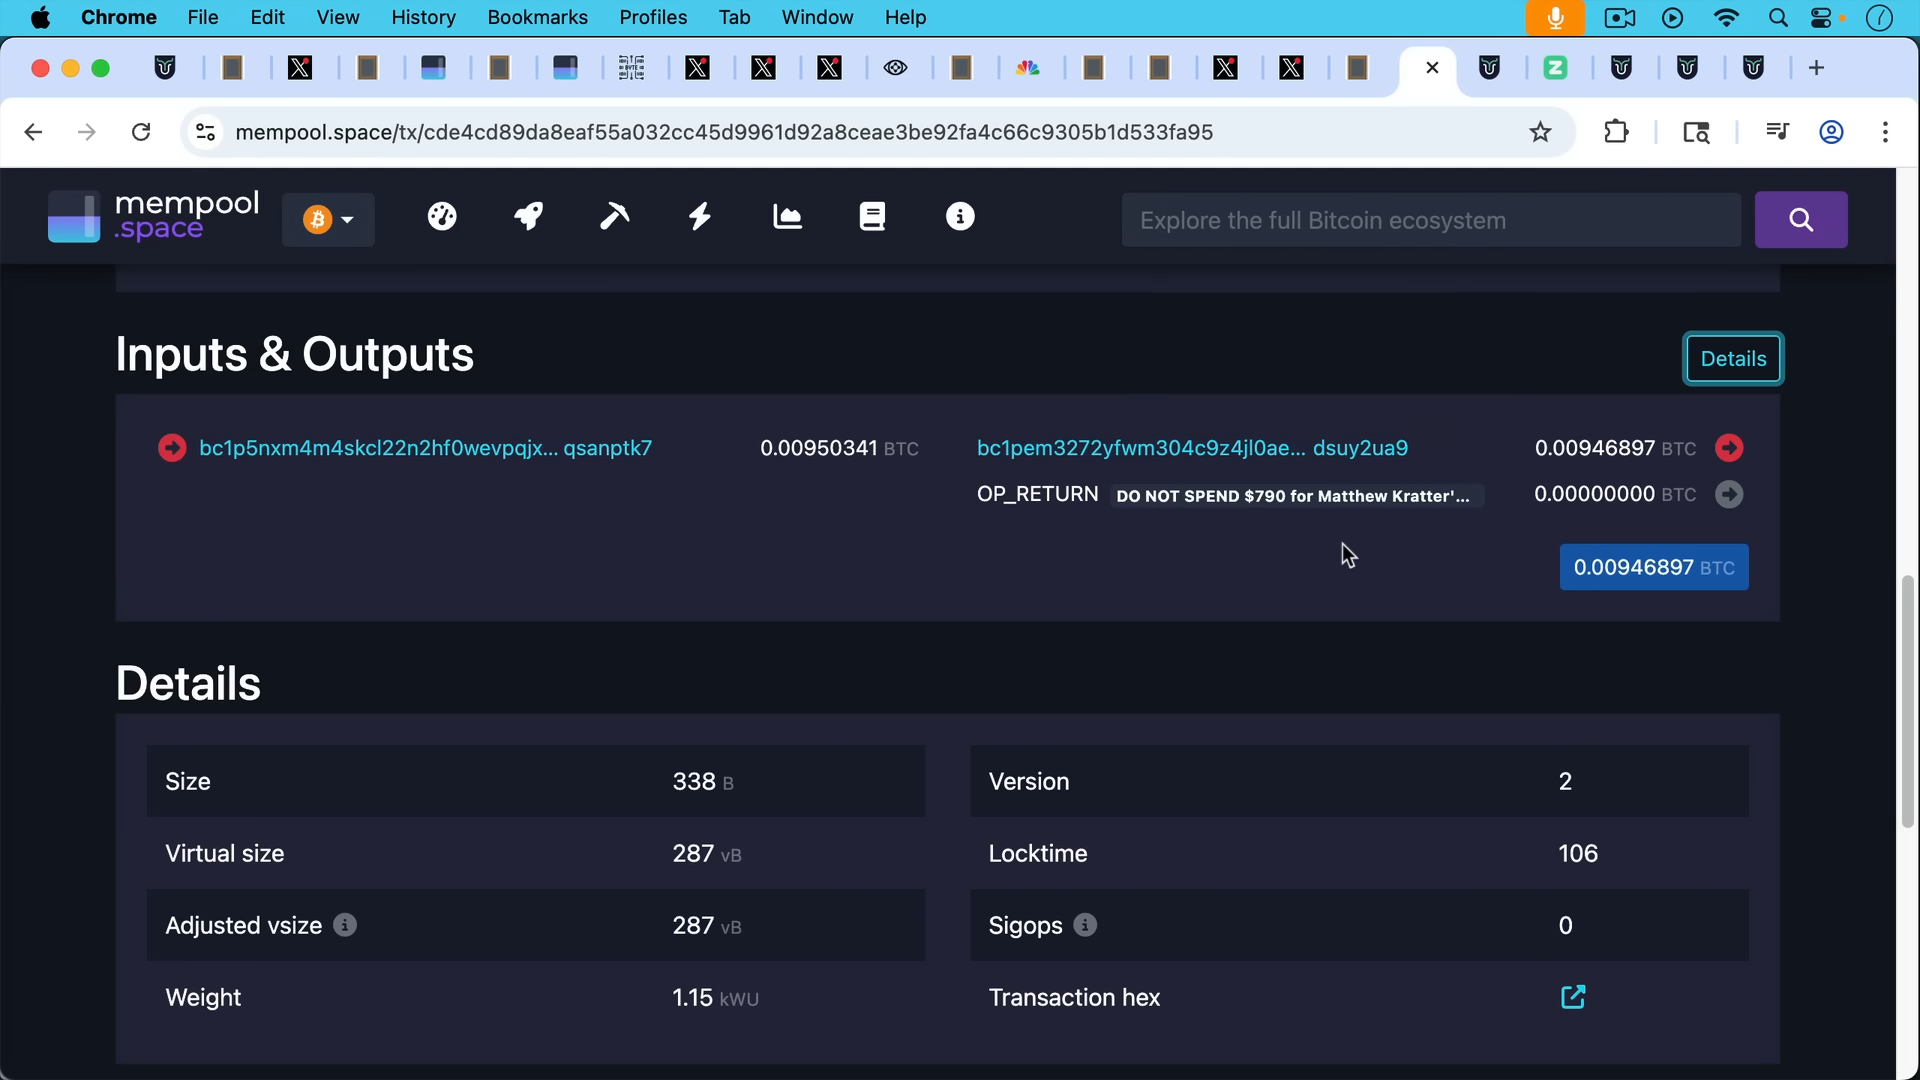 Chrome File Edit View History Bookmarks Profiles Tab Window Help
mempool.space/tx/cde4cd89da8eaf55a032cc45d9961d92a8ceae3be92fa4c66c9305b1d533fa95
mempool
.space
Explore the full Bitcoin ecosystem
Inputs & Outputs
Details
bc1p5nxm4m4skcl22n2hf0wevpqjx... qsanptk7 0.00950341 BTC
bc1pem3272yfwm304c9z4jl0ae... dsuy2ua9 0.00946897 BTC
OP_RETURN DO NOT SPEND $790 for Matthew Kratter'... 0.00000000 BTC
0.00946897 BTC
Details
Size 338 B
Version 2
Virtual size 287 vB
Locktime 106
Adjusted vsize 287 vB
Sigops 0
Weight 1.15 kWU
Transaction hex